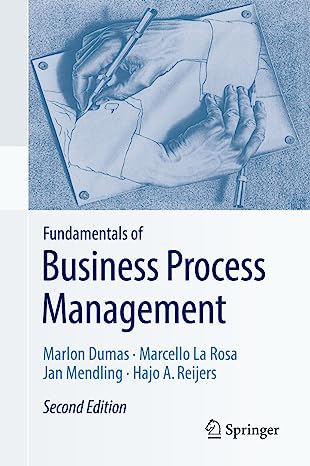 Fundamentals of
Business Process
Management
Marlon Dumas · Marcello La Rosa
Jan Mendling · Hajo A. Reijers
Second Edition
Springer